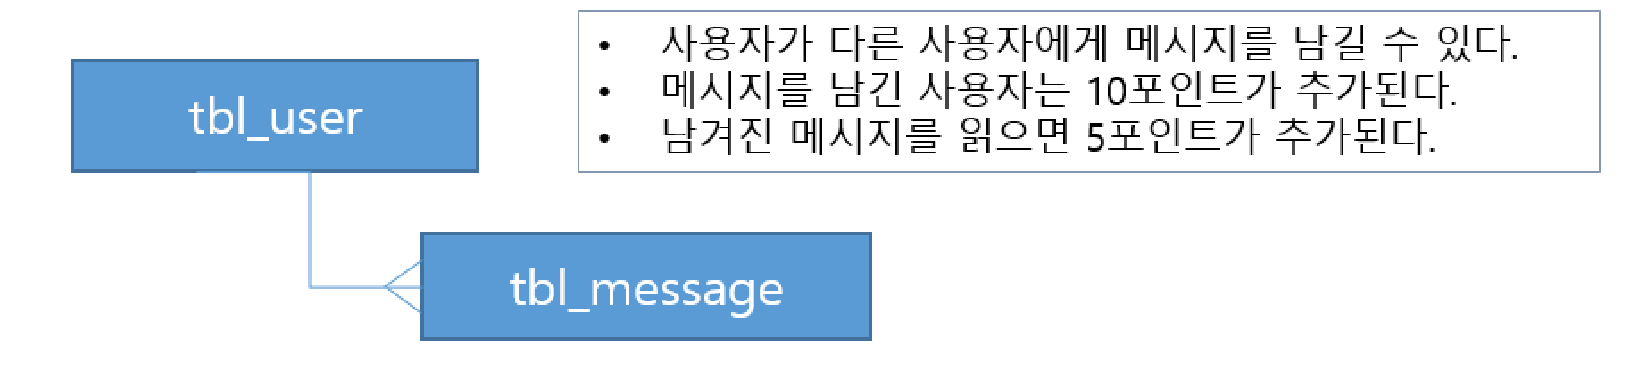 tbl_user
• 사용자가 다른 사용자에게 메시지를 남길 수 있다.
• 메시지를 남긴 사용자는 10포인트가 추가된다.
• 남겨진 메시지를 읽으면 5포인트가 추가된다.
tbl_message